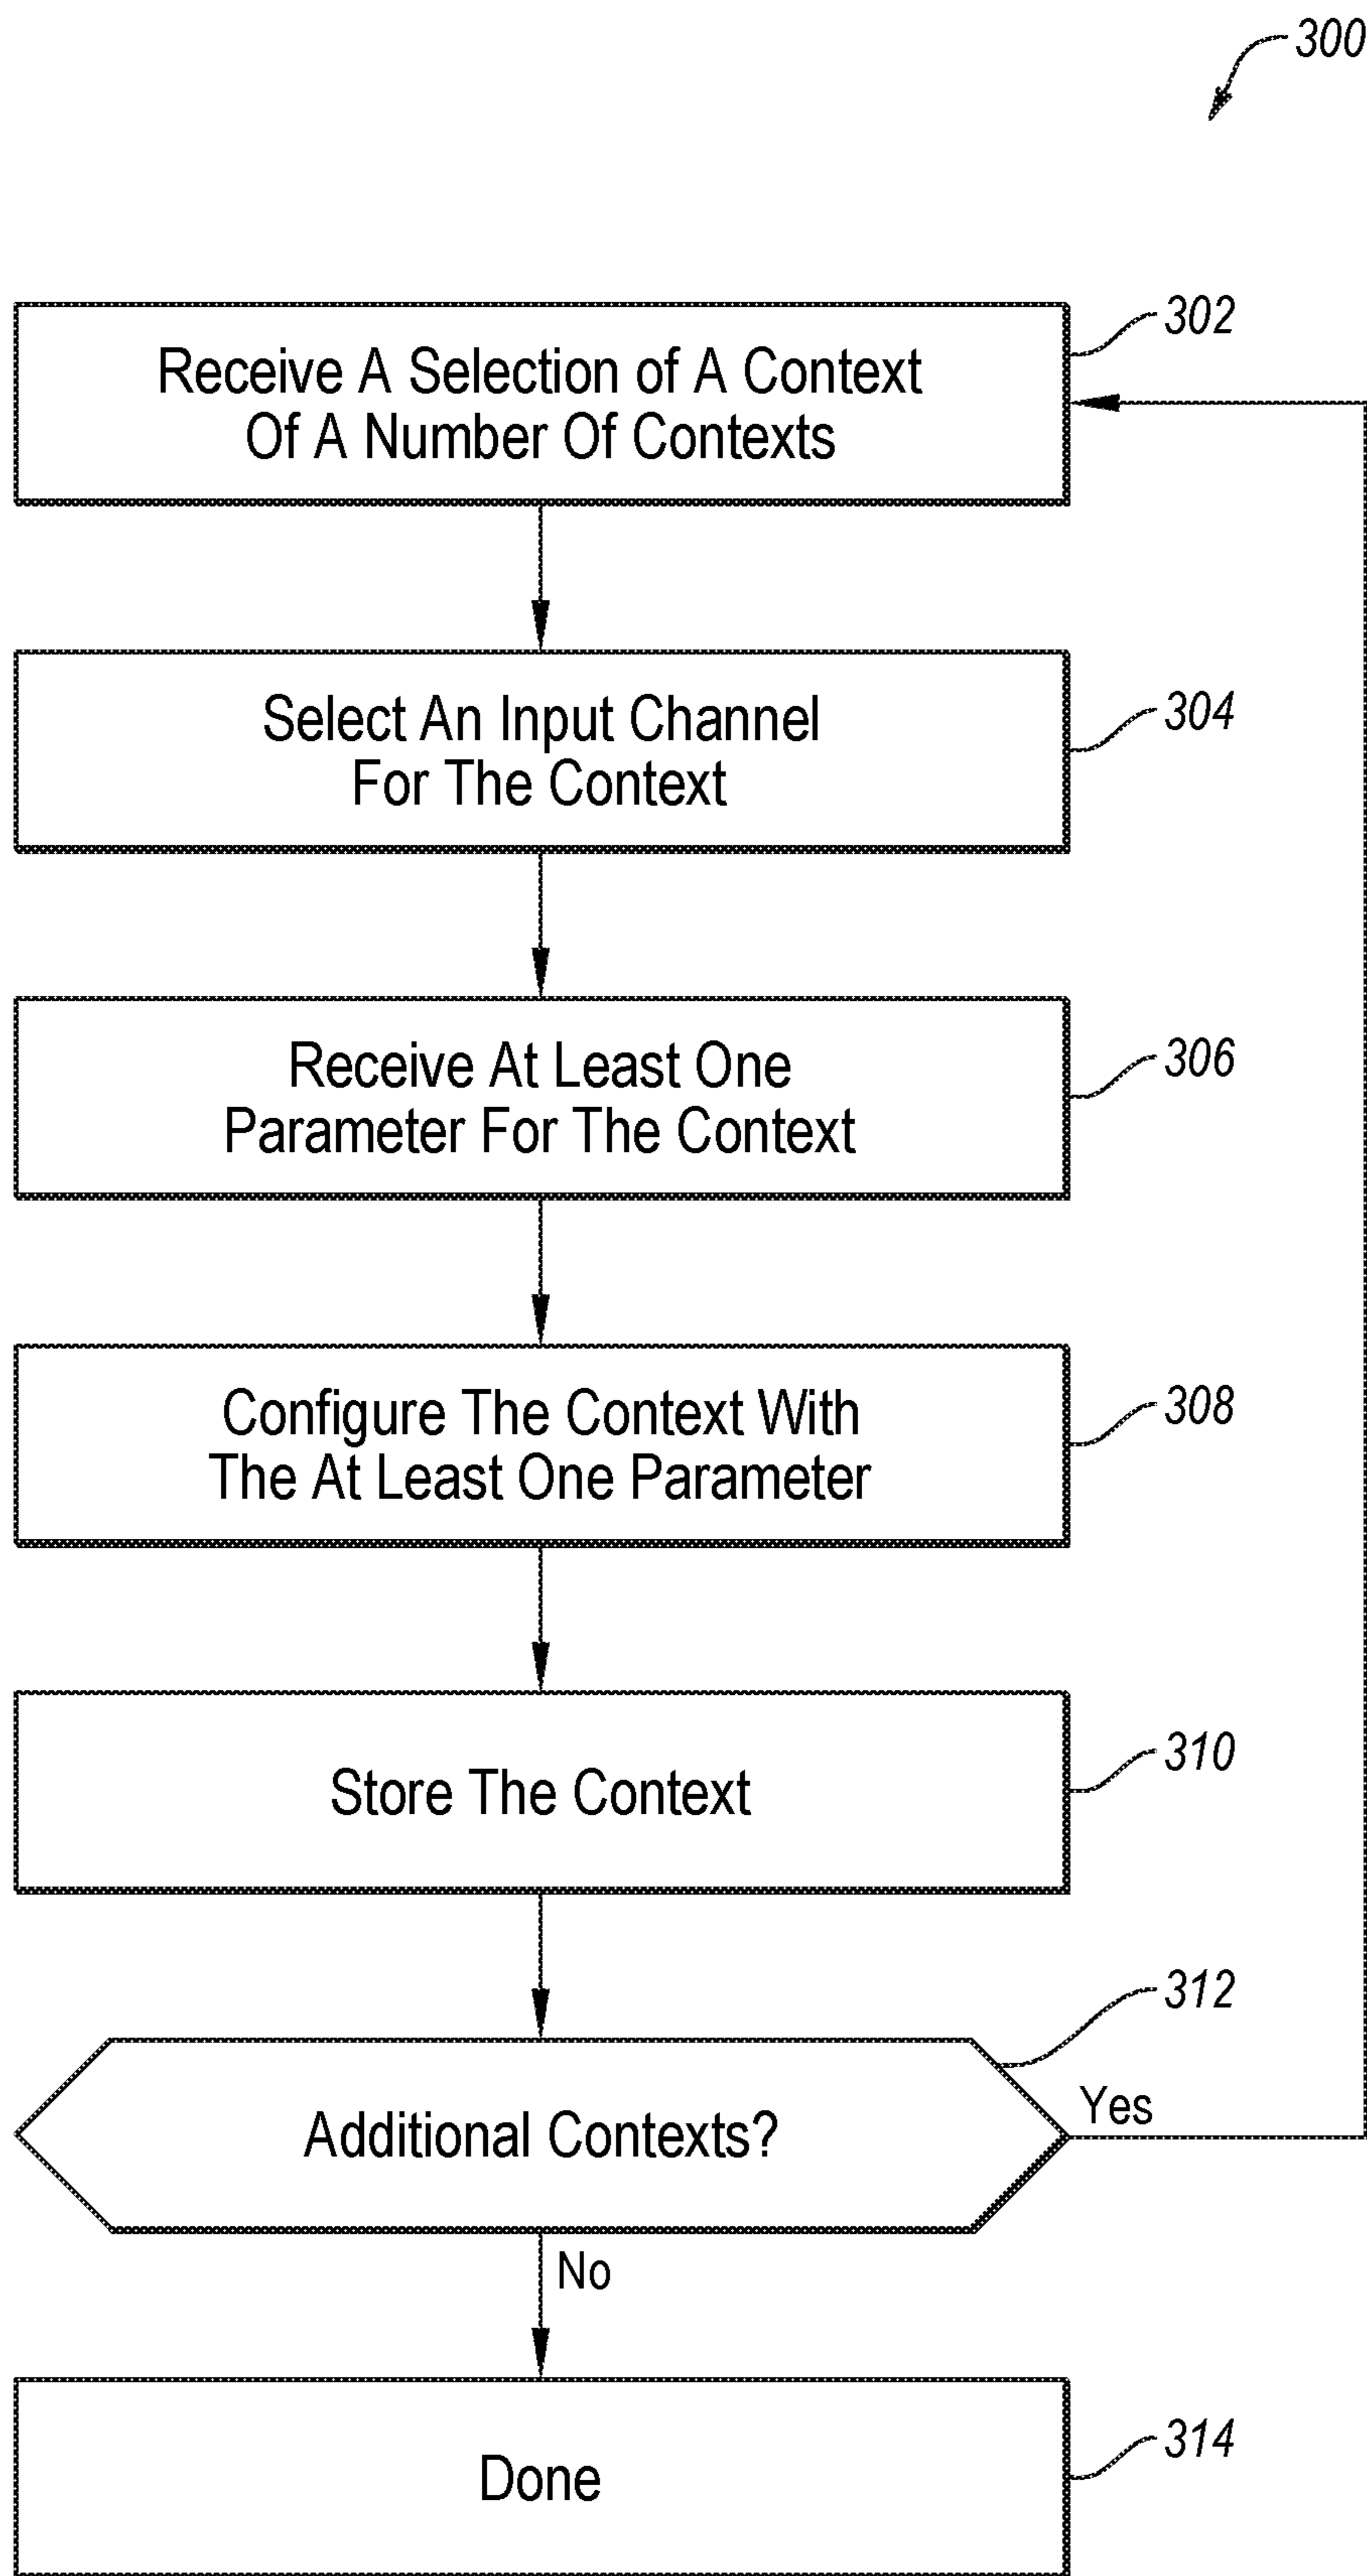 300
302
Receive A Selection of A Context
Of A Number Of Contexts
304
Select An Input Channel
For The Context
306
Receive At Least One
Parameter For The Context
308
Configure The Context With
The At Least One Parameter
310
Store The Context
312
Additional Contexts?
Yes
No
314
Done